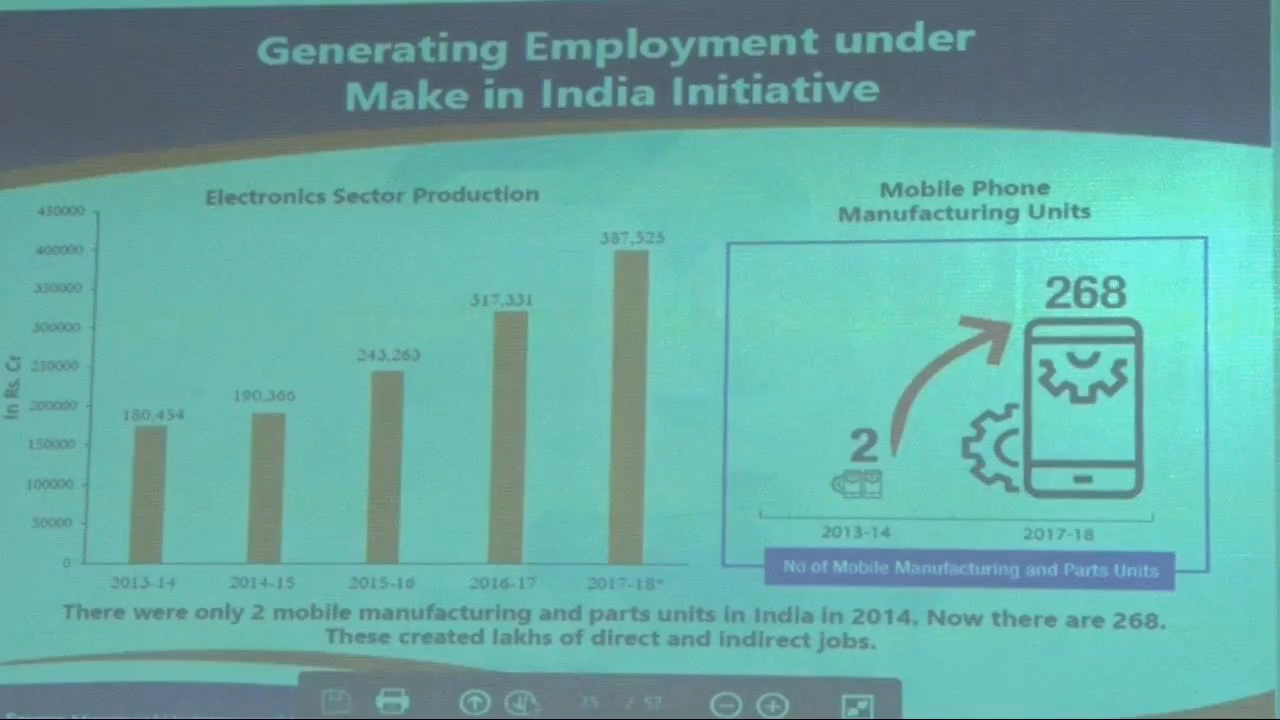 Generating Employment under
Make in India Initiative
Electronics Sector Production
In Rs. Cr
450000
400000
350000
300000
250000
200000
150000
100000
50000
0
180,454
190,366
243,263
317,331
387,525
2013-14
2014-15
2015-16
2016-17
2017-18*
Mobile Phone
Manufacturing Units
268
2
2013-14
2017-18
No of Mobile Manufacturing and Parts Units
There were only 2 mobile manufacturing and parts units in India in 2014. Now there are 268.
These created lakhs of direct and indirect jobs.
/ 57